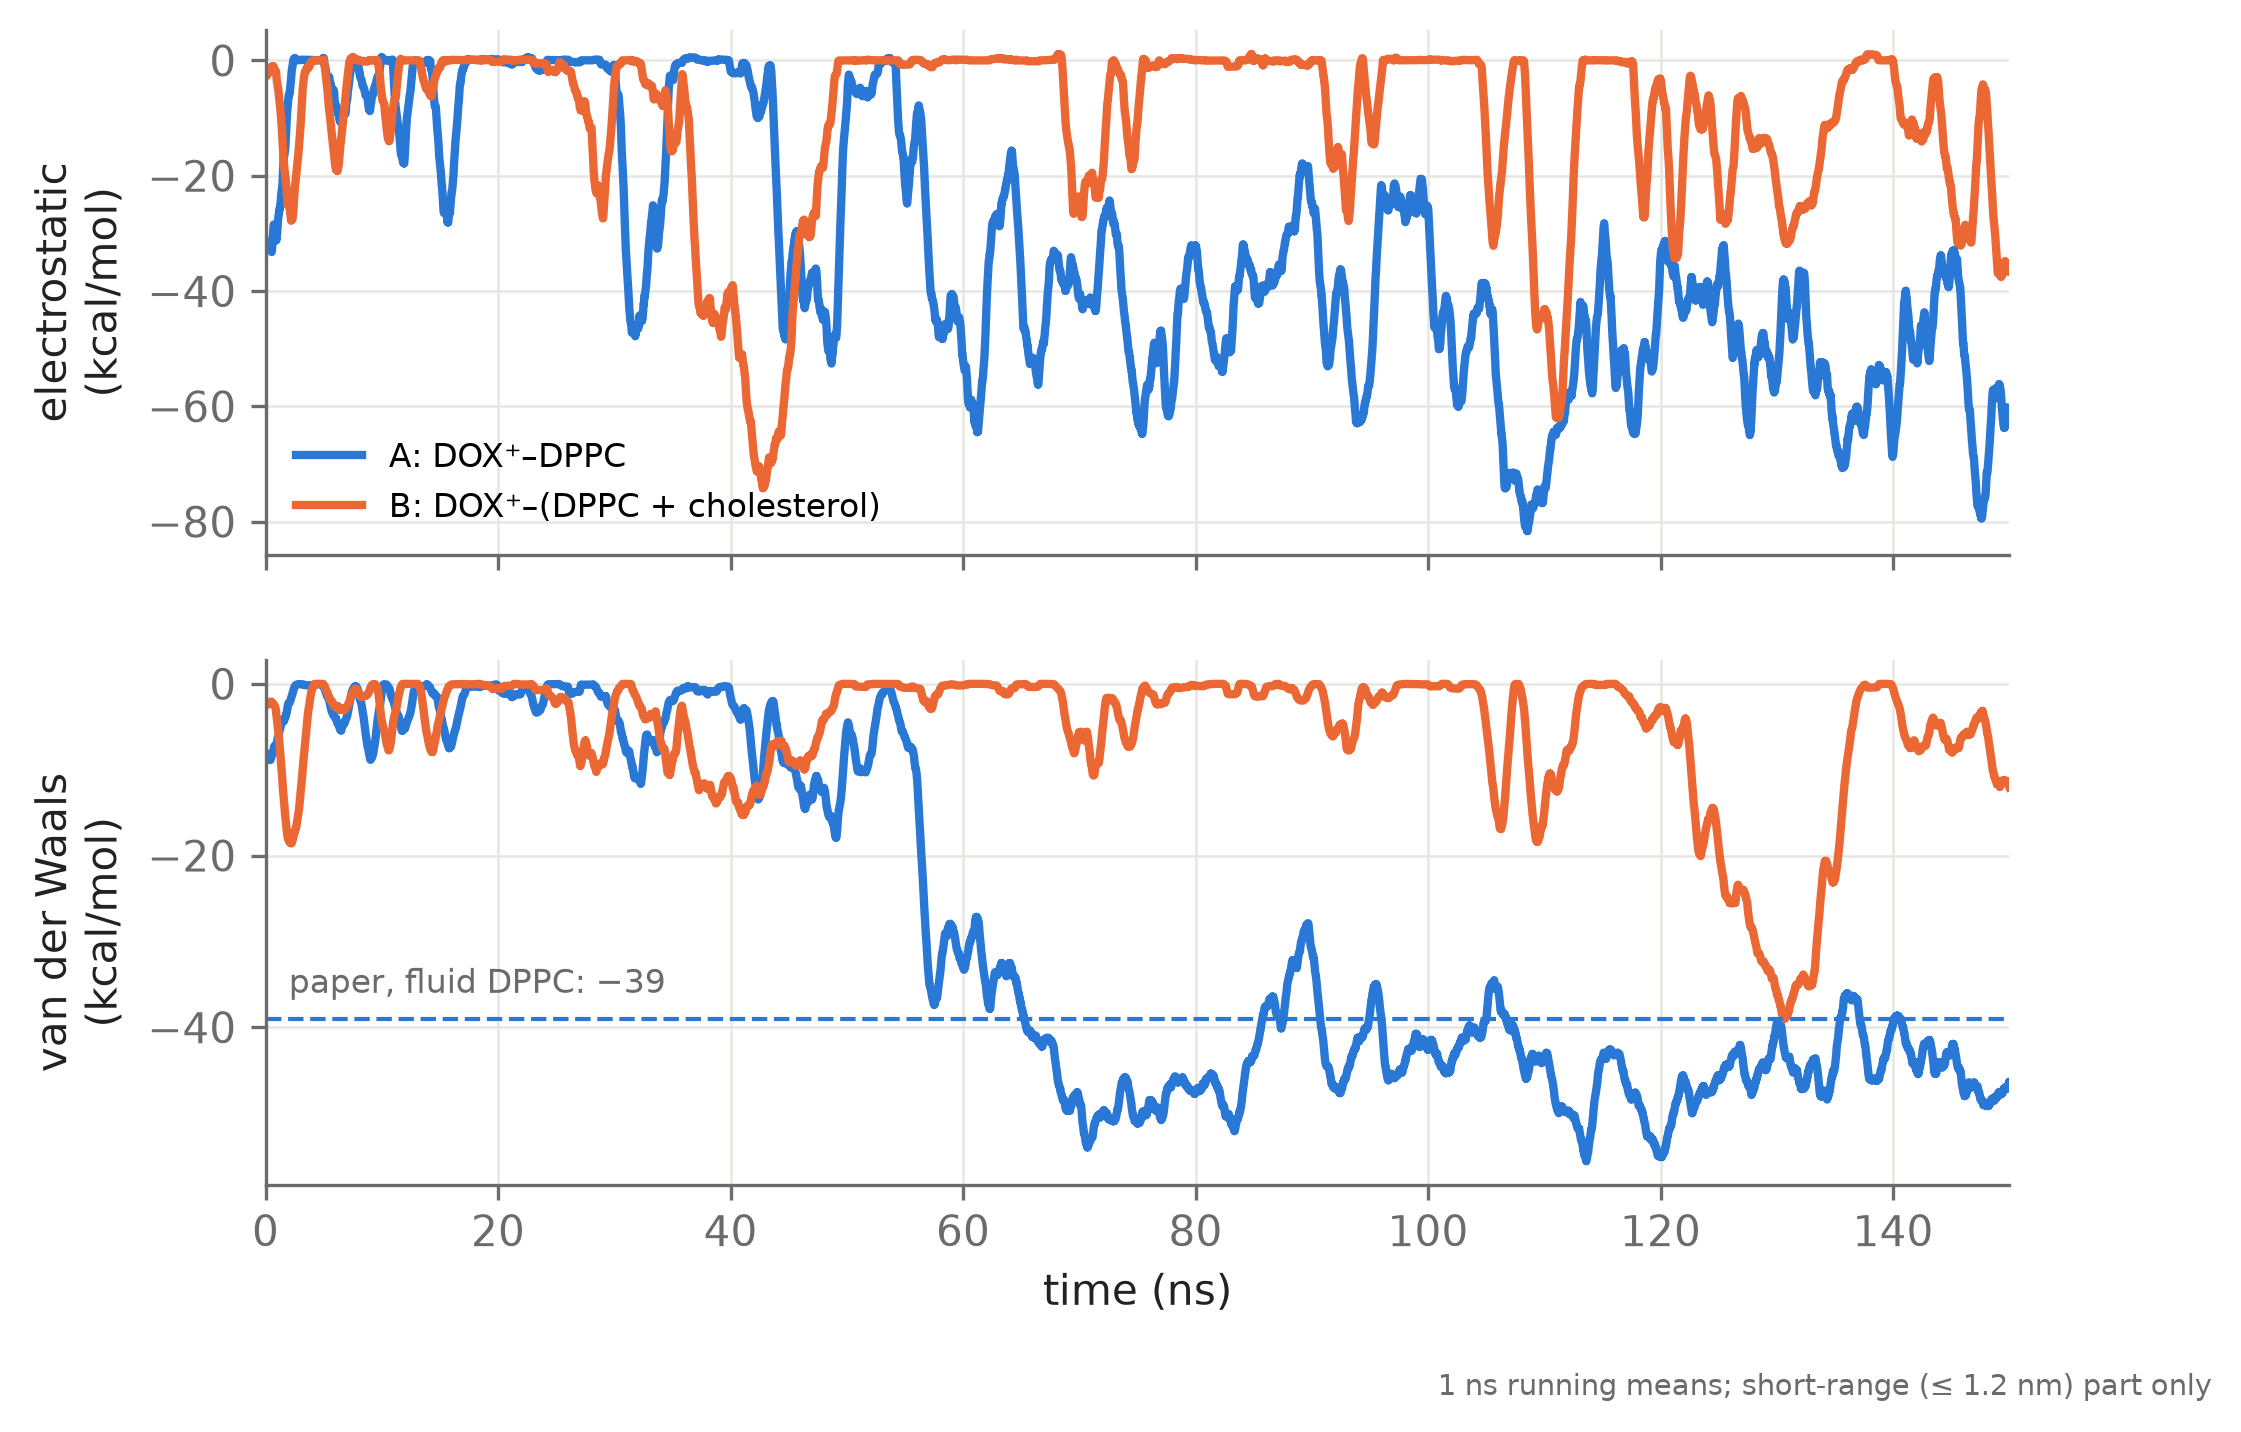 electrostatic
(kcal/mol)
0
−20
−40
−60
−80
A: DOX⁺–DPPC
B: DOX⁺–(DPPC + cholesterol)
van der Waals
(kcal/mol)
0
−20
−40
paper, fluid DPPC: −39
0 20 40 60 80 100 120 140
time (ns)
1 ns running means; short-range (≤ 1.2 nm) part only